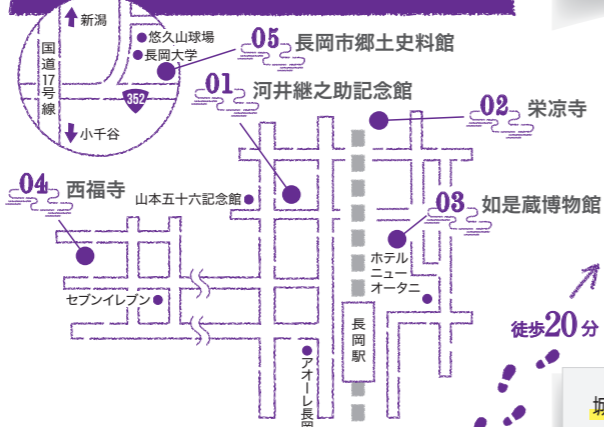 新潟
悠久山球場
長岡大学
国道17号線
352
小千谷
05 長岡市郷土史料館
01 河井継之助記念館
02 栄凉寺
04 西福寺
山本五十六記念館
03 如是蔵博物館
ホテル
ニュー
オータニ
セブンイレブン
長岡駅
アオーレ長岡
徒歩20分
城